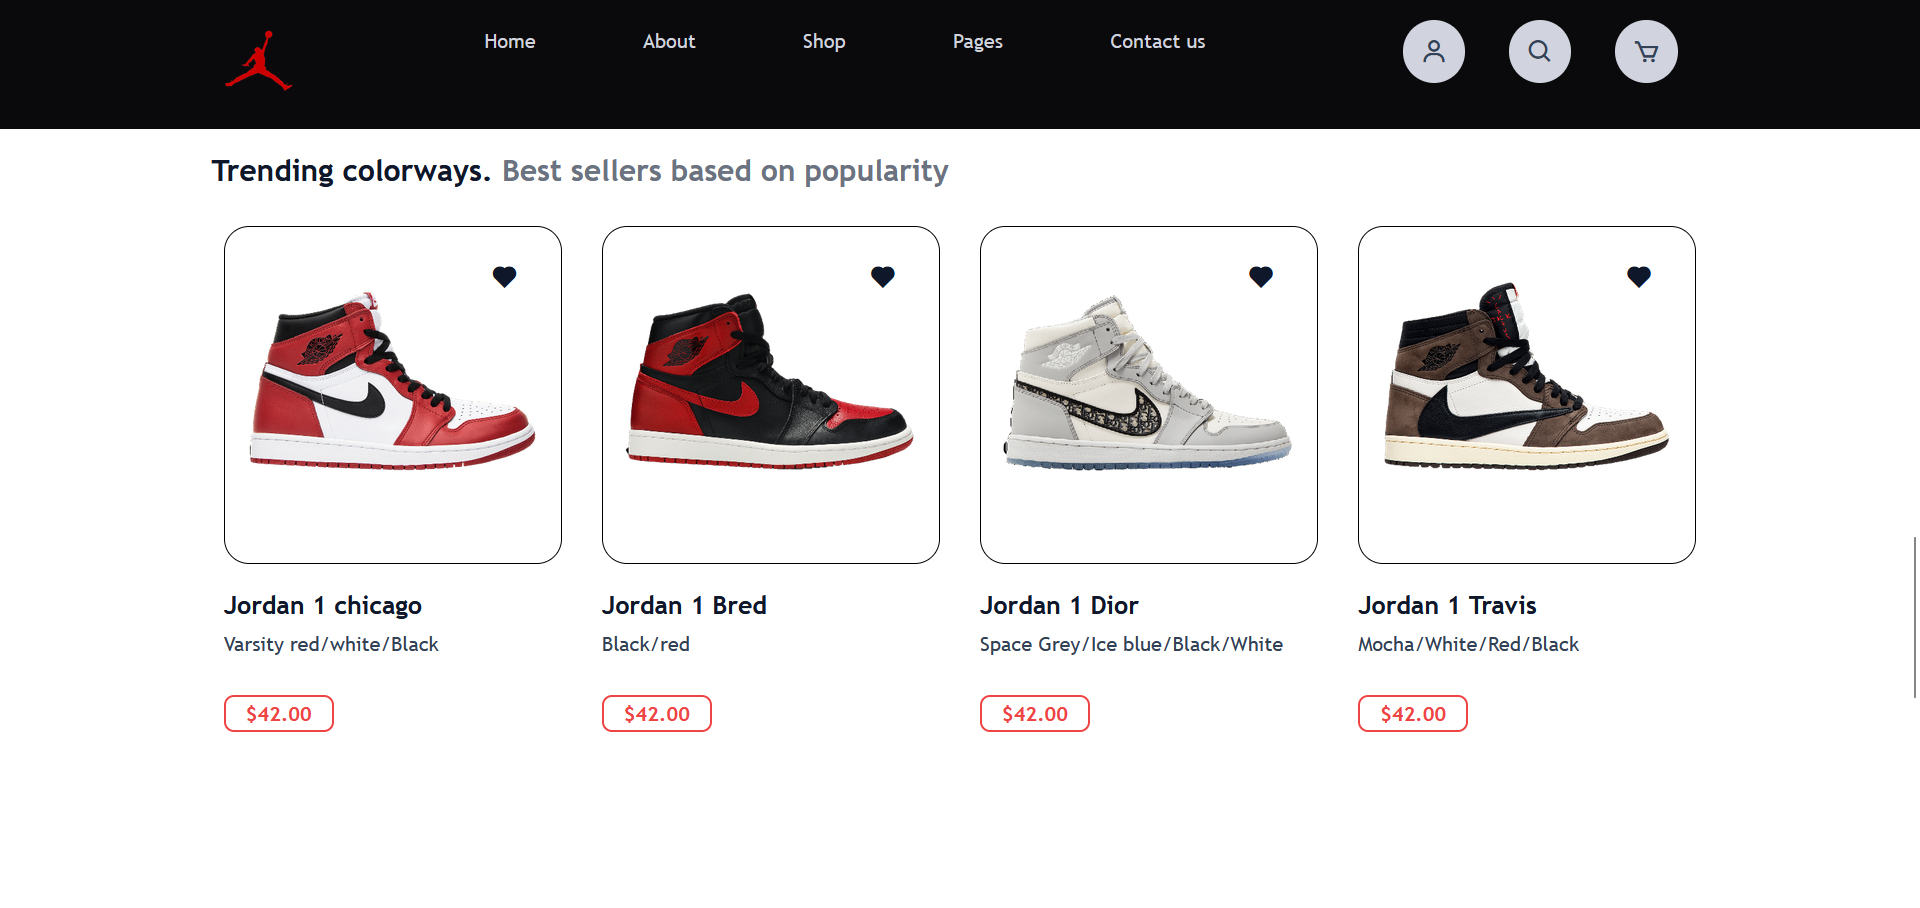 Home About Shop Pages Contact us
Trending colorways. Best sellers based on popularity
Jordan 1 chicago
Varsity red/white/Black
$42.00
Jordan 1 Bred
Black/red
$42.00
Jordan 1 Dior
Space Grey/Ice blue/Black/White
$42.00
Jordan 1 Travis
Mocha/White/Red/Black
$42.00